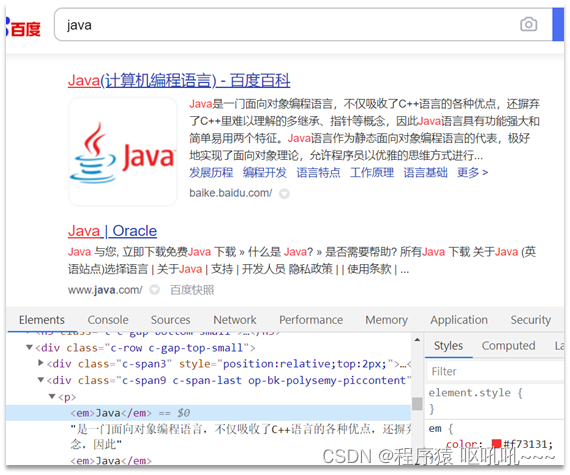 百度
java
Java(计算机编程语言) - 百度百科
Java是一门面向对象编程语言，不仅吸收了C++语言的各种优点，还摒弃
了C++里难以理解的多继承、指针等概念，因此Java语言具有功能强大和
简单易用两个特征。Java语言作为静态面向对象编程语言的代表，极好
地实现了面向对象理论，允许程序员以优雅的思维方式进行...
发展历程 编程开发 语言特点 工作原理 语言基础 更多 >
baike.baidu.com/
Java
Java | Oracle
Java 与您, 立即下载免费Java 下载 » 什么是 Java? » 是否需要帮助? 所有Java 下载 关于Java (英
语站点)选择语言 | 关于Java | 支持 | 开发人员 隐私政策 | | 使用条款 | ...
www.java.com/ 百度快照
Elements Console Sources Network Performance Memory Application Security
<div class="c-row c-gap-top-small">
<div class="c-span3" style="position:relative;top:2px;">…
<div class="c-span9 c-span-last op-bk-polysemy-piccontent"
<p>
<em>Java</em> == $0
"是一门面向对象编程语言，不仅吸收了C++语言的各种优点，还摒弃
念，因此"
<em>Java</em>
Styles Computed La
Filter
element.style {
}
em {
color: #f73131;
CSDN @程序猿 呕吼吼~~~